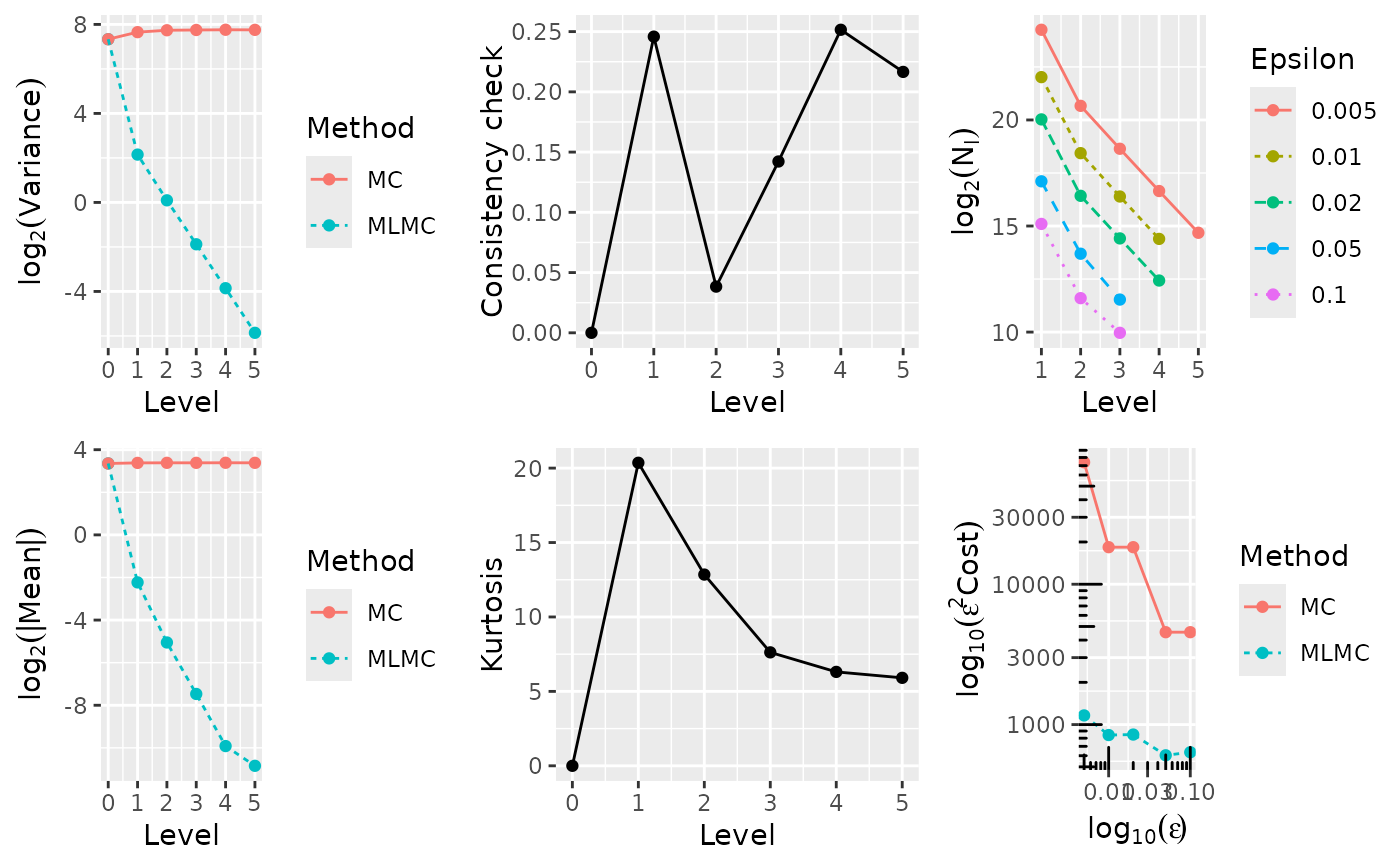 log₂(Variance)
8
4
0
-4
0 1 2 3 4 5
Level
Method
MC
MLMC
Consistency check
0.25
0.20
0.15
0.10
0.05
0.00
0 1 2 3 4 5
Level
log₂(Nₗ)
20
15
10
1 2 3 4 5
Level
Epsilon
0.005
0.01
0.02
0.05
0.1
log₂(|Mean|)
4
0
-4
-8
0 1 2 3 4 5
Level
Method
MC
MLMC
Kurtosis
20
15
10
5
0
0 1 2 3 4 5
Level
log₁₀(ε²Cost)
30000
10000
3000
1000
0.01 0.03 0.10
log₁₀(ε)
Method
MC
MLMC